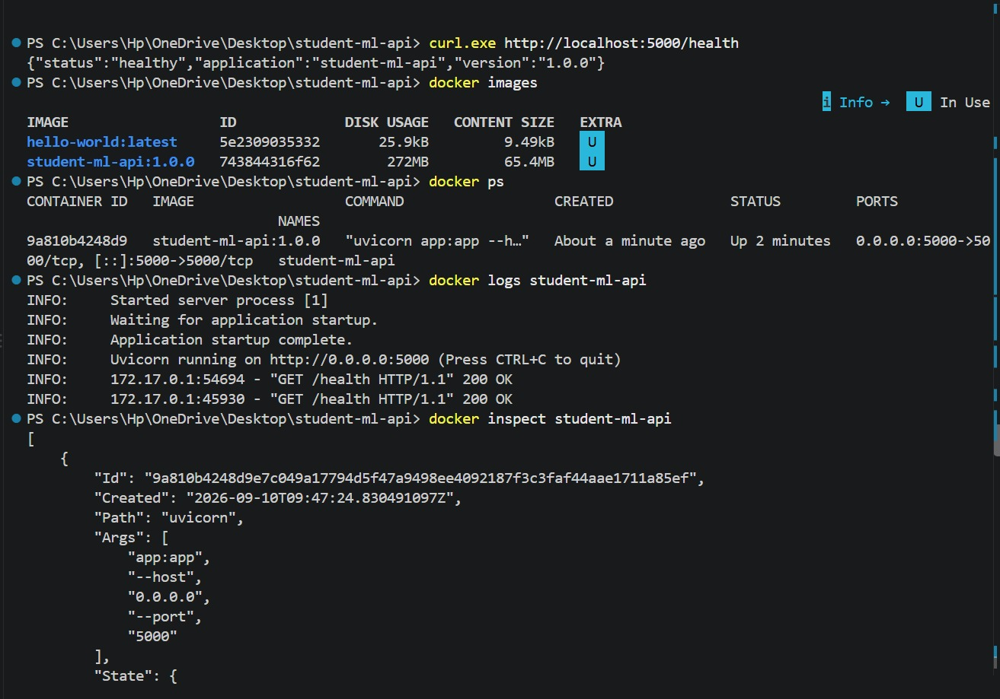 PS C:\Users\Hp\OneDrive\Desktop\student-ml-api> curl.exe http://localhost:5000/health
{"status":"healthy","application":"student-ml-api","version":"1.0.0"}
PS C:\Users\Hp\OneDrive\Desktop\student-ml-api> docker images
i Info → U In Use
IMAGE ID DISK USAGE CONTENT SIZE EXTRA
hello-world:latest 5e2309035332 25.9kB 9.49kB U
student-ml-api:1.0.0 743844316f62 272MB 65.4MB U
PS C:\Users\Hp\OneDrive\Desktop\student-ml-api> docker ps
CONTAINER ID IMAGE COMMAND CREATED STATUS PORTS
NAMES
9a810b4248d9 student-ml-api:1.0.0 "uvicorn app:app --h…" About a minute ago Up 2 minutes 0.0.0.0:5000->50
00/tcp, [::]:5000->5000/tcp student-ml-api
PS C:\Users\Hp\OneDrive\Desktop\student-ml-api> docker logs student-ml-api
INFO: Started server process [1]
INFO: Waiting for application startup.
INFO: Application startup complete.
INFO: Uvicorn running on http://0.0.0.0:5000 (Press CTRL+C to quit)
INFO: 172.17.0.1:54694 - "GET /health HTTP/1.1" 200 OK
INFO: 172.17.0.1:45930 - "GET /health HTTP/1.1" 200 OK
PS C:\Users\Hp\OneDrive\Desktop\student-ml-api> docker inspect student-ml-api
[
{
"Id": "9a810b4248d9e7c049a17794d5f47a9498ee4092187f3c3faf44aae1711a85ef",
"Created": "2026-09-10T09:47:24.830491097Z",
"Path": "uvicorn",
"Args": [
"app:app",
"--host",
"0.0.0.0",
"--port",
"5000"
],
"State": {